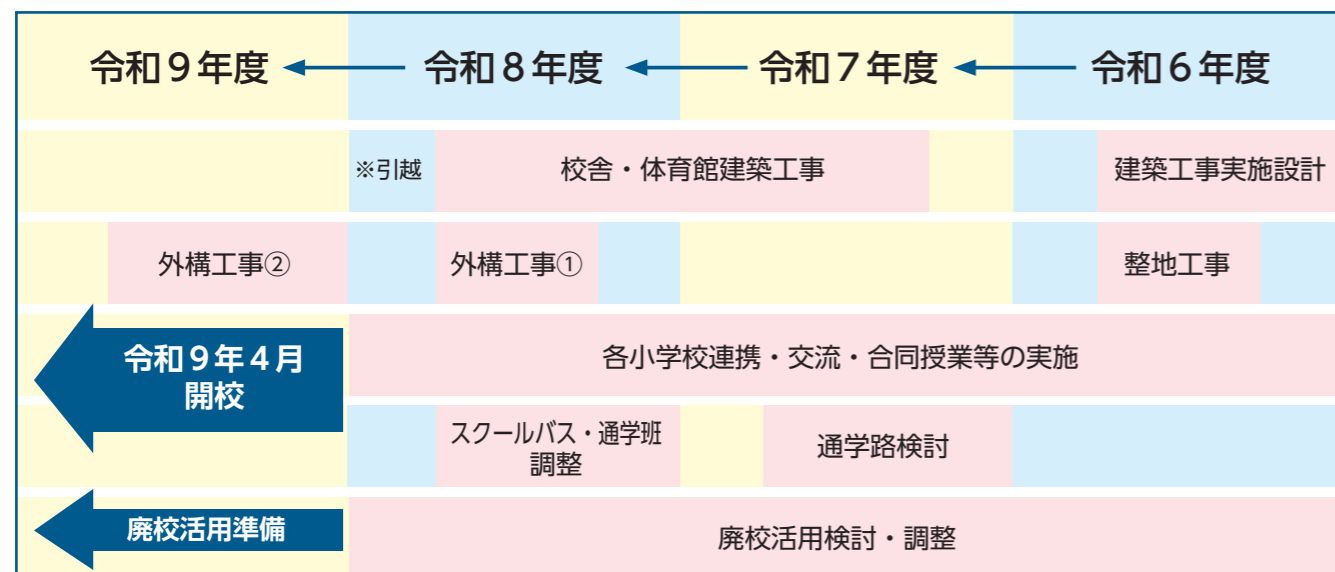 令和9年度 ← 令和8年度 ← 令和7年度 ← 令和6年度
※引越 校舎・体育館建築工事 建築工事実施設計
外構工事② 外構工事① 整地工事
令和9年4月
開校
各小学校連携・交流・合同授業等の実施
スクールバス・通学班
調整
通学路検討
廃校活用準備
廃校活用検討・調整